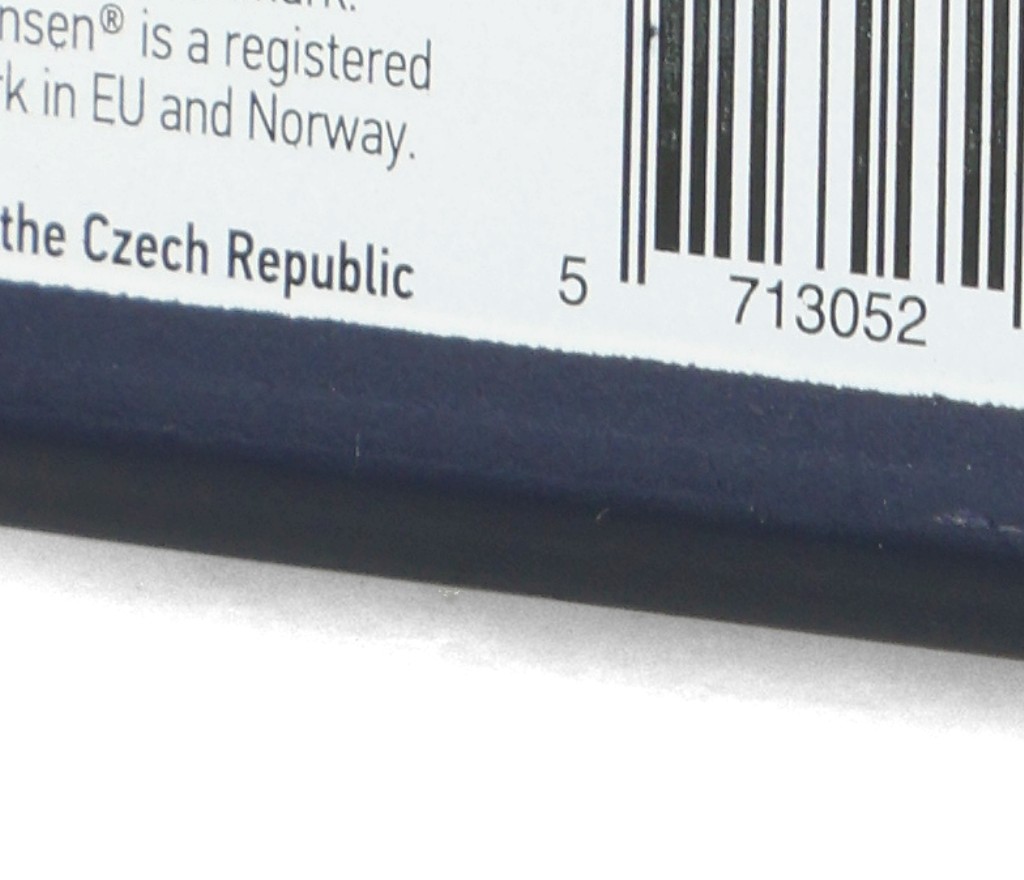 nsen® is a registered
k in EU and Norway.
the Czech Republic
5 713052